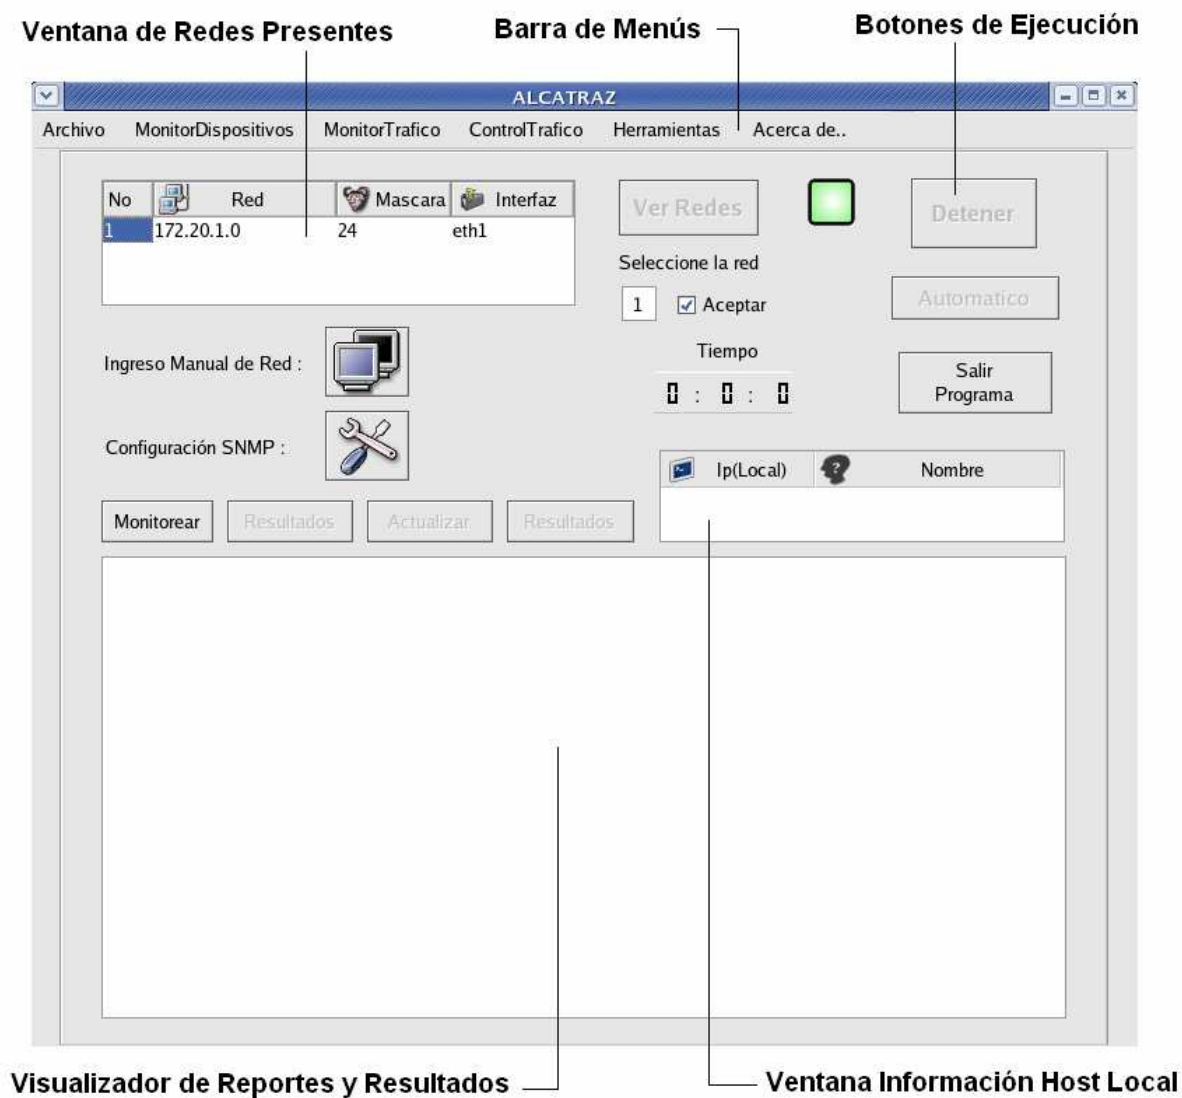 Ventana de Redes Presentes Barra de Menús Botones de Ejecución
ALCATRAZ
Archivo MonitorDispositivos MonitorTrafico ControlTrafico Herramientas Acerca de..
No Red Mascara Interfaz
1 172.20.1.0 24 eth1
Ver Redes
Detener
Seleccione la red
1 Aceptar
Automatico
Ingreso Manual de Red :
Tiempo
0 : 0 : 0
Salir
Programa
Configuración SNMP :
Ip(Local) Nombre
Monitorear Resultados Actualizar Resultados
Visualizador de Reportes y Resultados Ventana Información Host Local